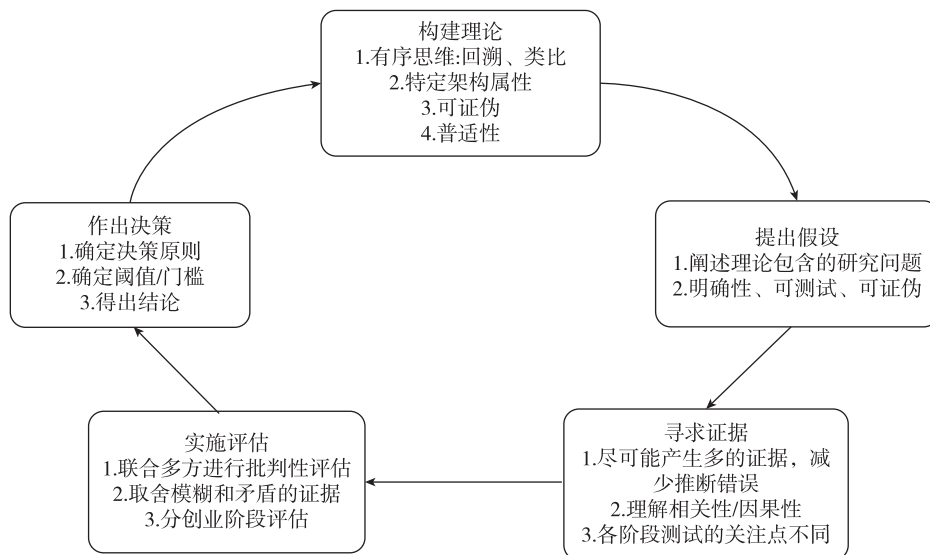 构建理论
1.有序思维:回溯、类比
2.特定架构属性
3.可证伪
4.普适性
作出决策
1.确定决策原则
2.确定阈值/门槛
3.得出结论
提出假设
1.阐述理论包含的研究问题
2.明确性、可测试、可证伪
实施评估
1.联合多方进行批判性评估
2.取舍模糊和矛盾的证据
3.分创业阶段评估
寻求证据
1.尽可能产生多的证据，减
少推断错误
2.理解相关性/因果性
3.各阶段测试的关注点不同